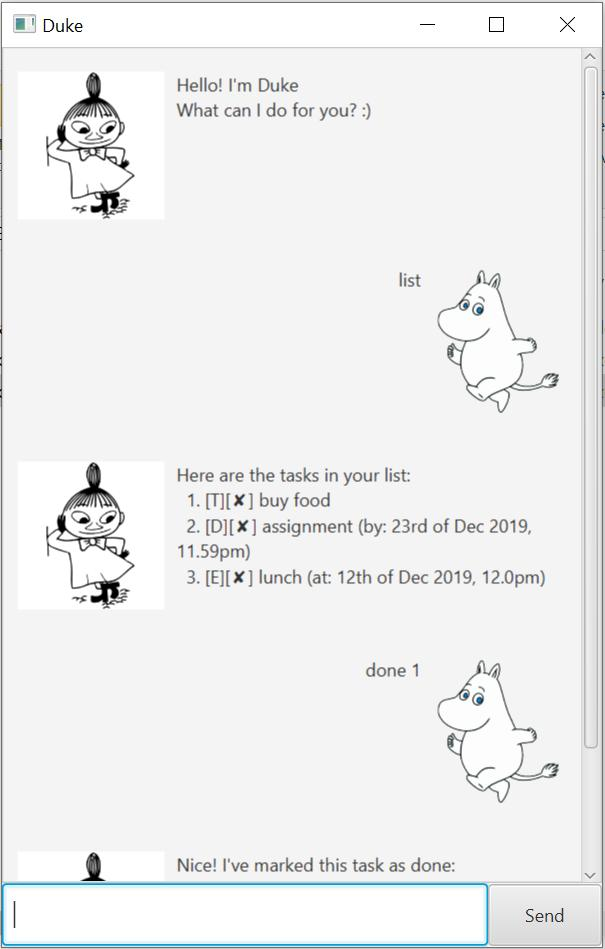 Duke
Hello! I'm Duke
What can I do for you? :)
list
Here are the tasks in your list:
1. [T][✘] buy food
2. [D][✘] assignment (by: 23rd of Dec 2019,
11.59pm)
3. [E][✘] lunch (at: 12th of Dec 2019, 12.0pm)
done 1
Nice! I've marked this task as done:
Send